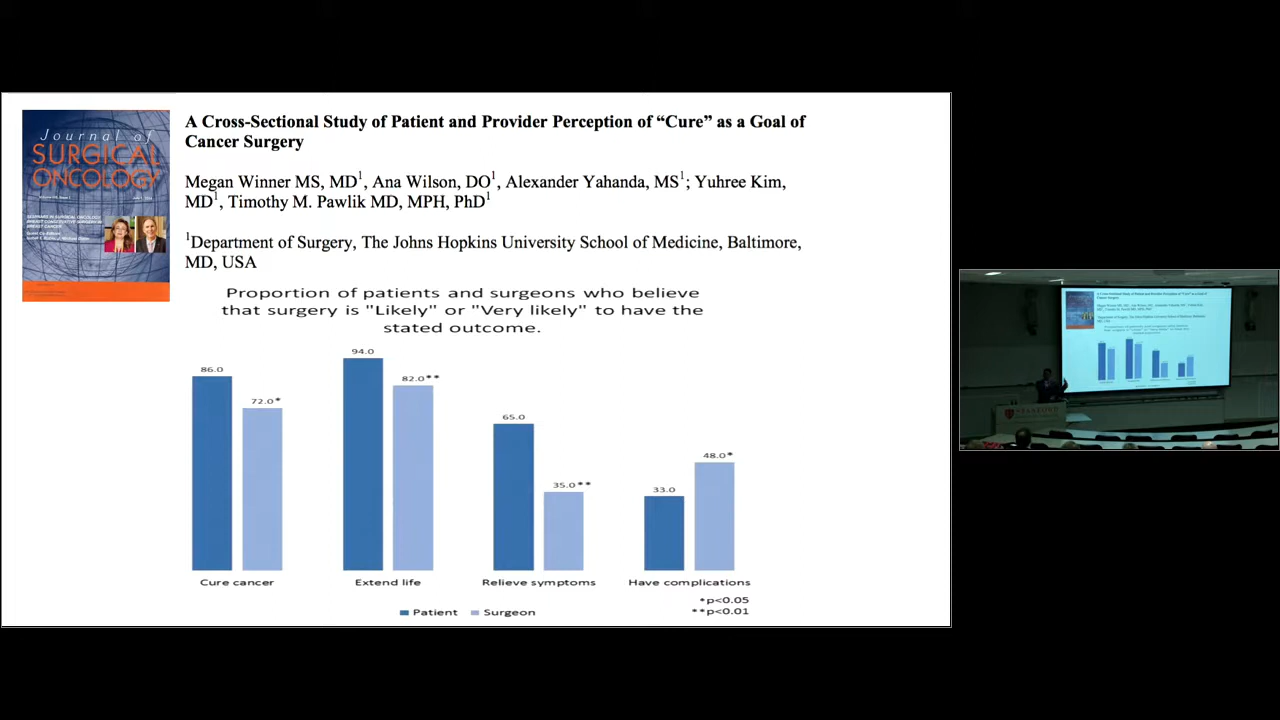 Journal of
SURGICAL
ONCOLOGY
A Cross-Sectional Study of Patient and Provider Perception of “Cure” as a Goal of
Cancer Surgery
Megan Winner MS, MD1, Ana Wilson, DO1, Alexander Yahanda, MS1; Yuhree Kim,
MD1, Timothy M. Pawlik MD, MPH, PhD1
1Department of Surgery, The Johns Hopkins University School of Medicine, Baltimore,
MD, USA
Proportion of patients and surgeons who believe
that surgery is "Likely" or "Very likely" to have the
stated outcome.
86.0
72.0*
94.0
82.0**
65.0
35.0**
33.0
48.0*
Cure cancer
Extend life
Relieve symptoms
Have complications
*p<0.05
**p<0.01
Patient
Surgeon
STANFORD